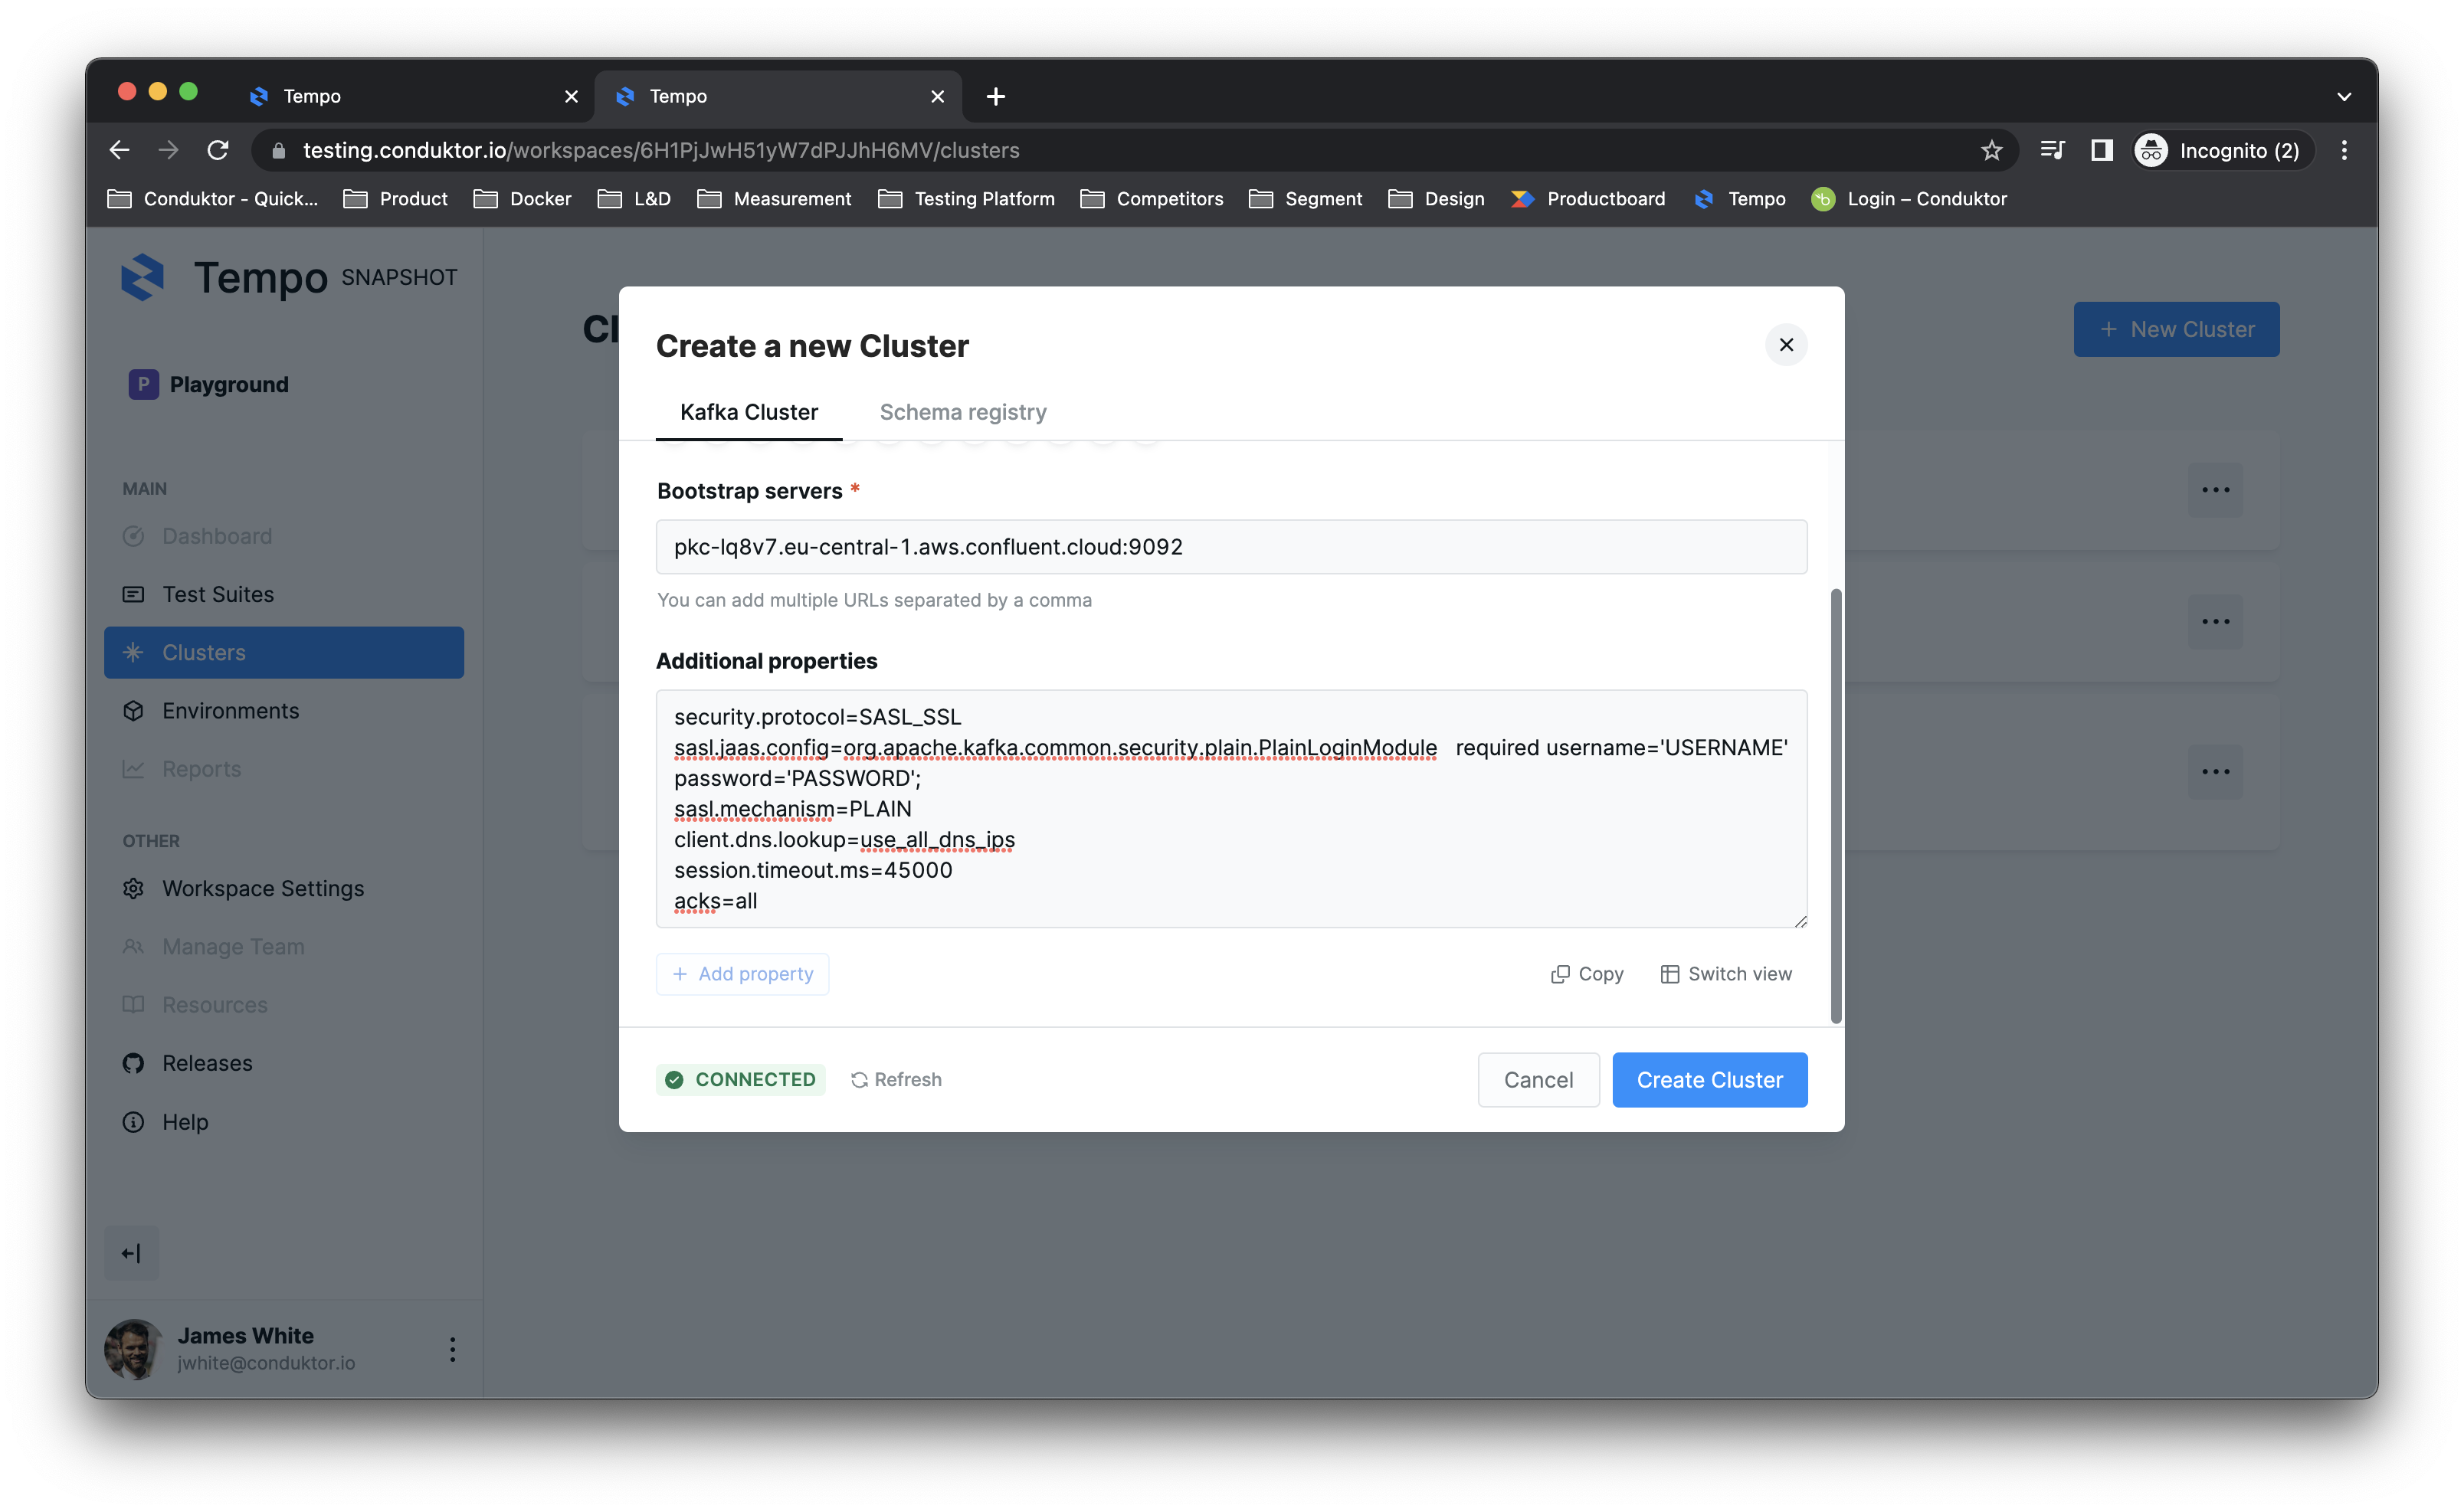 Tempo
Tempo
testing.conduktor.io/workspaces/6H1PjJwH51yW7dPJJhH6MV/clusters
Incognito (2)
Conduktor - Quick...
Product
Docker
L&D
Measurement
Testing Platform
Competitors
Segment
Design
Productboard
Tempo
Login – Conduktor
Tempo SNAPSHOT
P Playground
MAIN
Dashboard
Test Suites
Clusters
Environments
Reports
OTHER
Workspace Settings
Manage Team
Resources
Releases
Help
James White
jwhite@conduktor.io
Cl
+ New Cluster
Create a new Cluster
Kafka Cluster
Schema registry
Bootstrap servers *
pkc-lq8v7.eu-central-1.aws.confluent.cloud:9092
You can add multiple URLs separated by a comma
Additional properties
security.protocol=SASL_SSL
sasl.jaas.config=org.apache.kafka.common.security.plain.PlainLoginModule   required username='USERNAME'
password='PASSWORD';
sasl.mechanism=PLAIN
client.dns.lookup=use_all_dns_ips
session.timeout.ms=45000
acks=all
+ Add property
Copy
Switch view
CONNECTED
Refresh
Cancel
Create Cluster